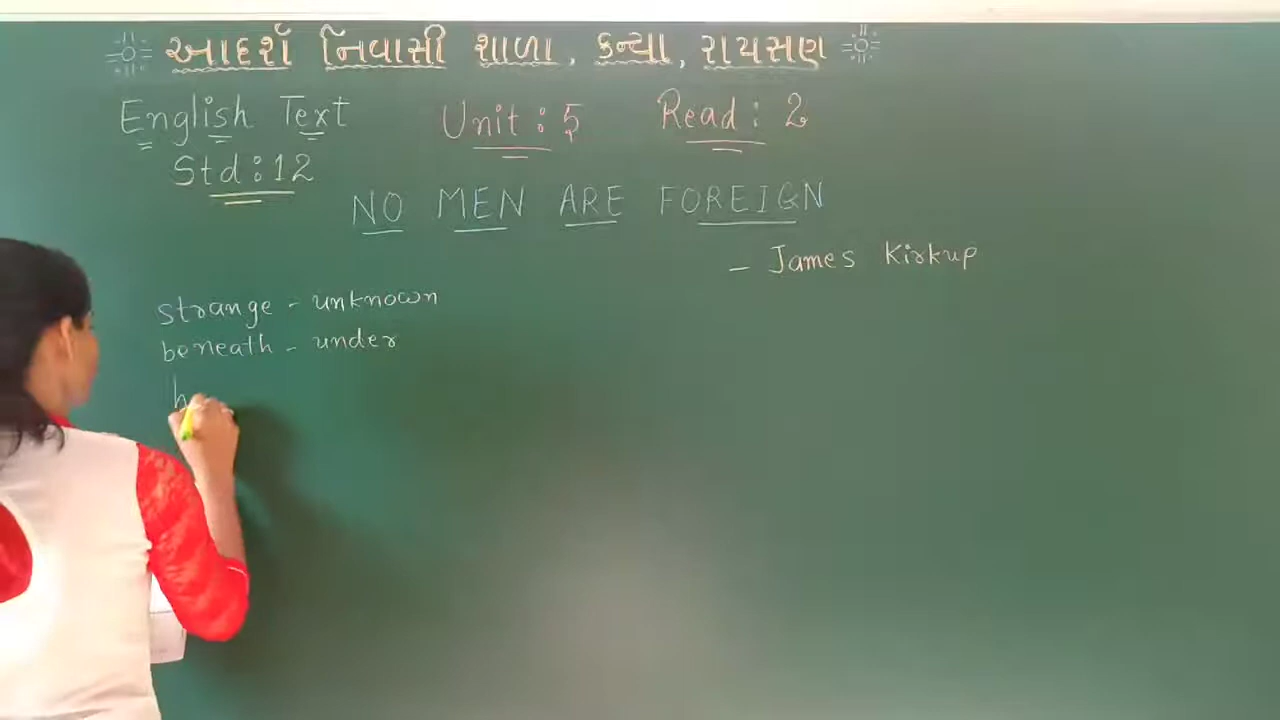 આદર્શ નિવાસી શાળા, કન્યા, રાયસણ
English Text Unit : 5 Read : 2
Std : 12
NO MEN ARE FOREIGN
- James Kirkup
strange - unknown
beneath - under
h